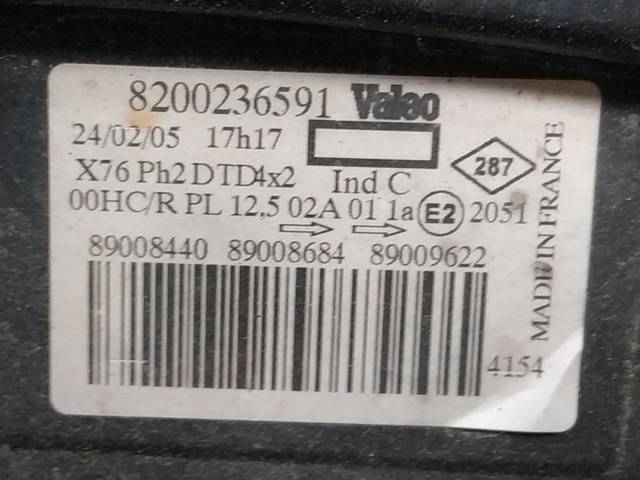 8200236591 Valeo
24/02/05 17h17
X76 Ph2 DTD4x2 Ind C 287
00HC/R PL 12,5 02A 01 1a E2 2051
89008440 89008684 89009622
4154
MADE IN FRANCE